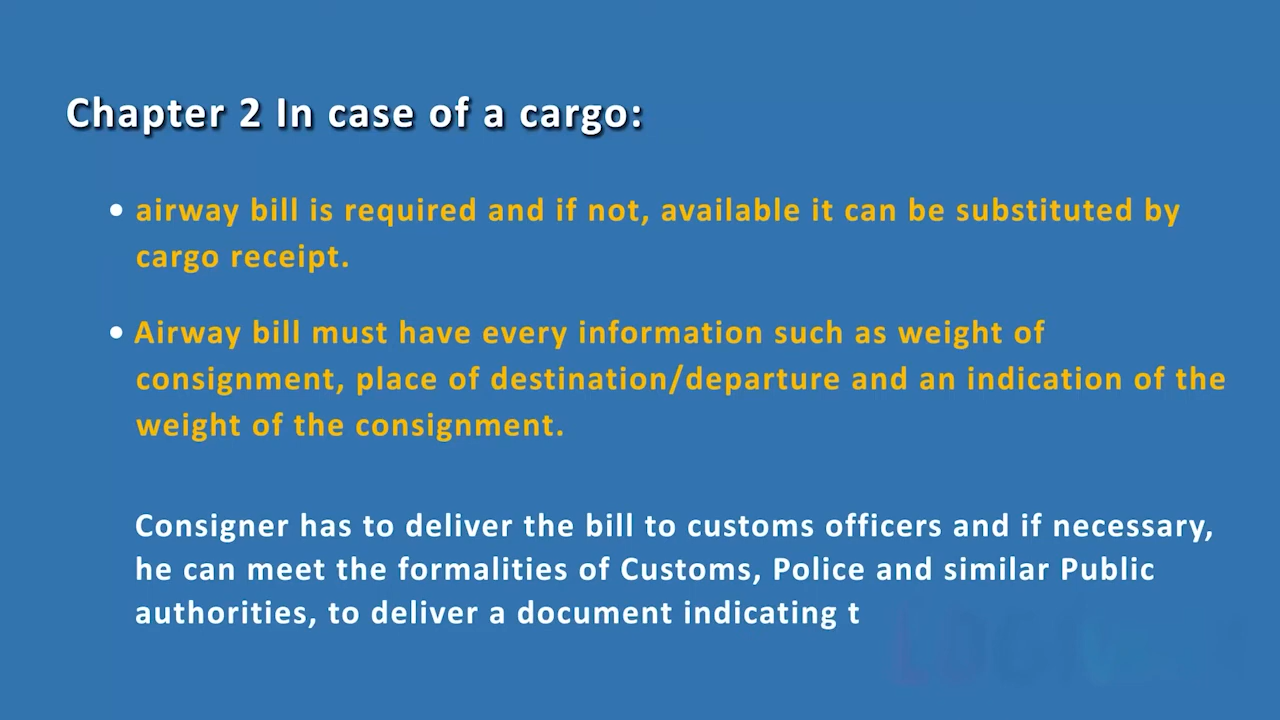 Chapter 2 In case of a cargo:
• airway bill is required and if not, available it can be substituted by
cargo receipt.
• Airway bill must have every information such as weight of
consignment, place of destination/departure and an indication of the
weight of the consignment.
Consigner has to deliver the bill to customs officers and if necessary,
he can meet the formalities of Customs, Police and similar Public
authorities, to deliver a document indicating t